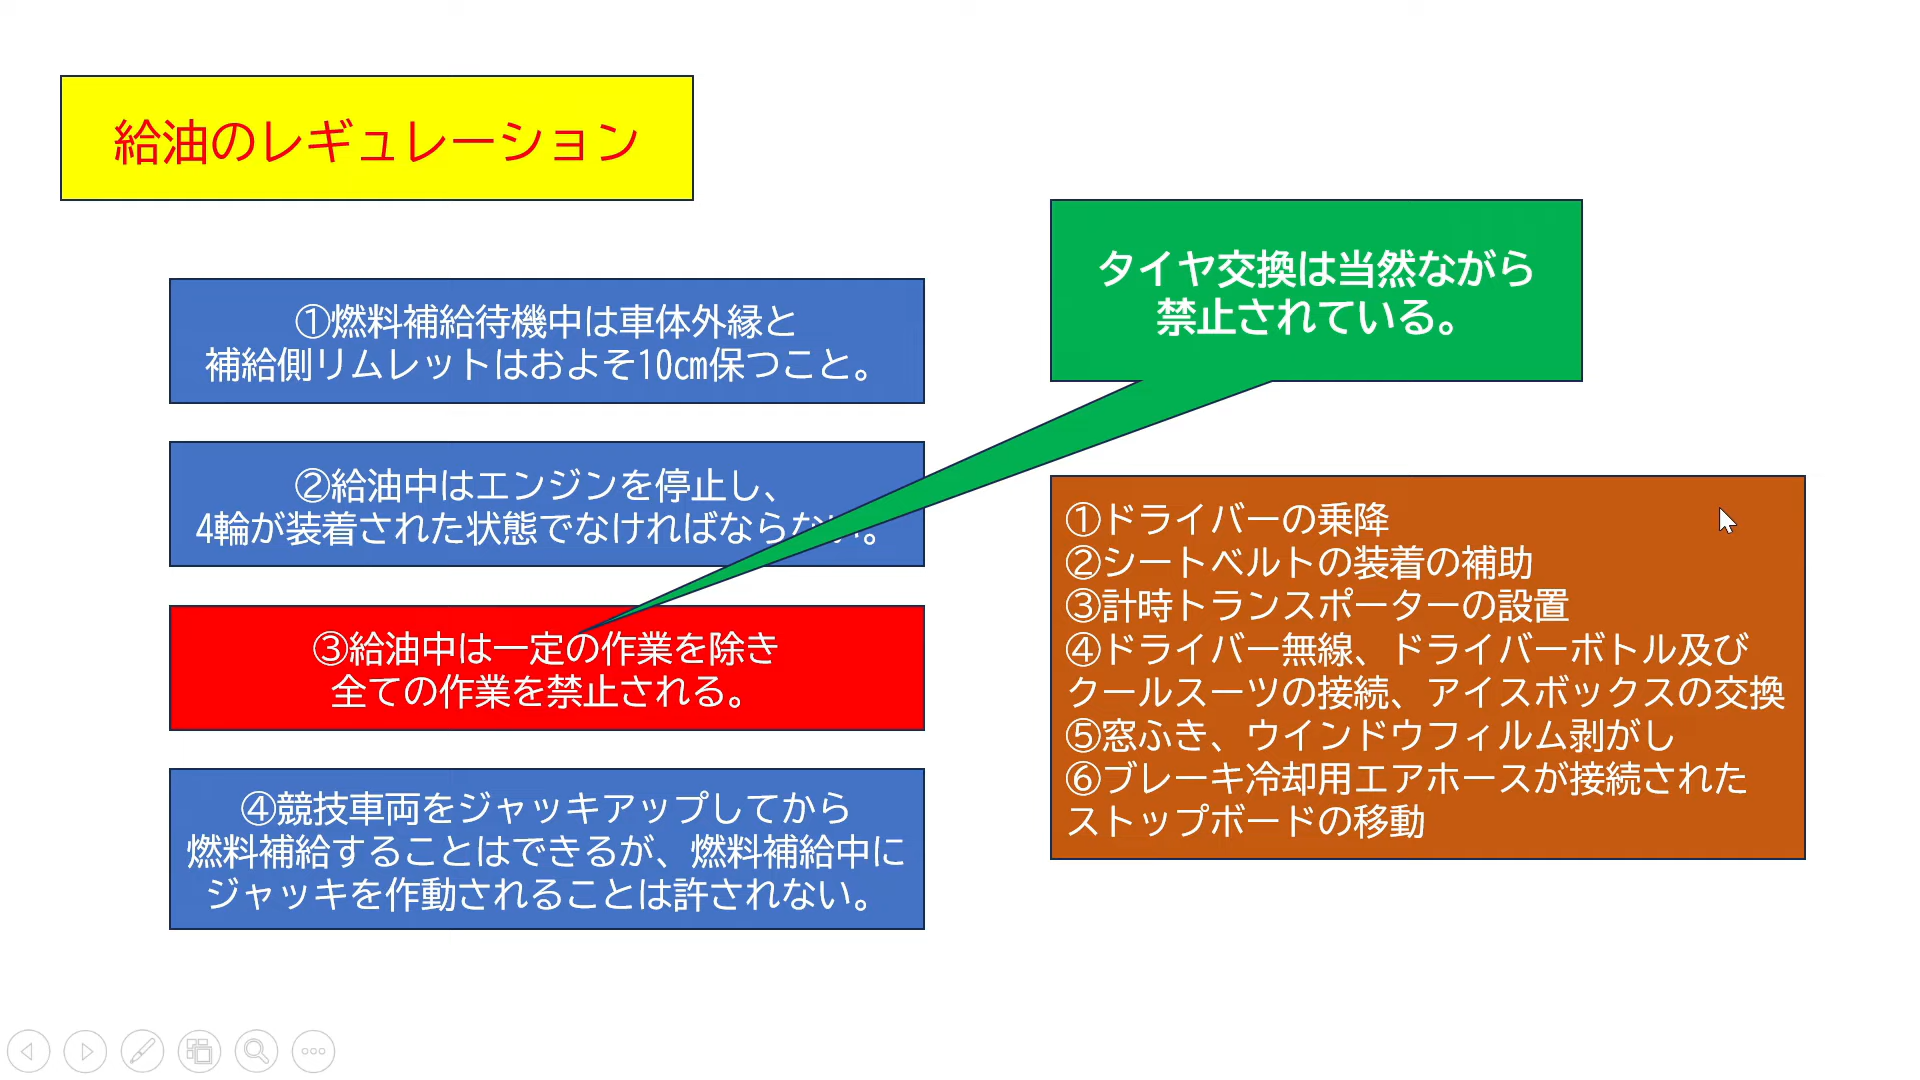 給油のレギュレーション
①燃料補給待機中は車体外縁と
補給側リムレットはおよそ10㎝保つこと。
②給油中はエンジンを停止し、
4輪が装着された状態でなければならない。
③給油中は一定の作業を除き
全ての作業を禁止される。
④競技車両をジャッキアップしてから
燃料補給することはできるが、燃料補給中に
ジャッキを作動されることは許されない。
タイヤ交換は当然ながら
禁止されている。
①ドライバーの乗降
②シートベルトの装着の補助
③計時トランスポーターの設置
④ドライバー無線、ドライバーボトル及び
クールスーツの接続、アイスボックスの交換
⑤窓ふき、ウインドウフィルム剥がし
⑥ブレーキ冷却用エアホースが接続された
ストップボードの移動